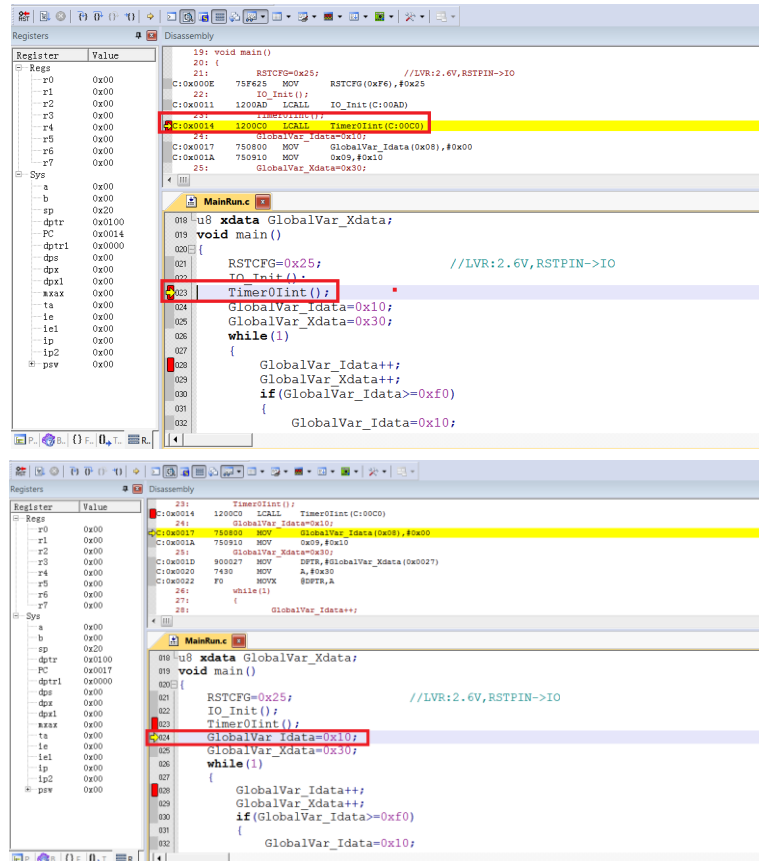 Registers
Register Value
Regs
r0 0x00
r1 0x00
r2 0x00
r3 0x00
r4 0x00
r5 0x00
r6 0x00
r7 0x00
Sys
a 0x00
b 0x00
sp 0x20
dptr 0x0100
PC 0x0014
dptr1 0x0000
dps 0x00
dpx 0x00
dpx1 0x00
mxax 0x00
ta 0x00
ie 0x00
ie1 0x00
ip 0x00
ip2 0x00
psw 0x00
P.. B.. {} F.. T.. R..
Disassembly
19: void main()
20: {
21: RSTCFG=0x25; //LVR:2.6V,RSTPIN->IO
C:0x000E 75F625 MOV RSTCFG(0xF6),#0x25
22: IO_Init();
C:0x0011 1200AD LCALL IO_Init(C:00AD)
23: Timer0Iint();
C:0x0014 1200C0 LCALL Timer0Iint(C:00C0)
24: GlobalVar_Idata=0x10;
C:0x0017 750800 MOV GlobalVar_Idata(0x08),#0x00
C:0x001A 750910 MOV 0x09,#0x10
25: GlobalVar_Xdata=0x30;
MainRun.c
018 u8 xdata GlobalVar_Xdata;
019 void main()
020 {
021 RSTCFG=0x25; //LVR:2.6V,RSTPIN->IO
022 IO_Init();
023 Timer0Iint();
024 GlobalVar_Idata=0x10;
025 GlobalVar_Xdata=0x30;
026 while(1)
027 {
028 GlobalVar_Idata++;
029 GlobalVar_Xdata++;
030 if(GlobalVar_Idata>=0xf0)
031 {
032 GlobalVar_Idata=0x10;
Registers
Register Value
Regs
r0 0x00
r1 0x00
r2 0x00
r3 0x00
r4 0x00
r5 0x00
r6 0x00
r7 0x00
Sys
a 0x00
b 0x00
sp 0x20
dptr 0x0100
PC 0x0017
dptr1 0x0000
dps 0x00
dpx 0x00
dpx1 0x00
mxax 0x00
ta 0x00
ie 0x00
ie1 0x00
ip 0x00
ip2 0x00
psw 0x00
Disassembly
23: Timer0Iint();
C:0x0014 1200C0 LCALL Timer0Iint(C:00C0)
24: GlobalVar_Idata=0x10;
C:0x0017 750800 MOV GlobalVar_Idata(0x08),#0x00
C:0x001A 750910 MOV 0x09,#0x10
25: GlobalVar_Xdata=0x30;
C:0x001D 900027 MOV DPTR,#GlobalVar_Xdata(0x0027)
C:0x0020 7430 MOV A,#0x30
C:0x0022 F0 MOVX @DPTR,A
26: while(1)
27: {
28: GlobalVar_Idata++;
MainRun.c
018 u8 xdata GlobalVar_Xdata;
019 void main()
020 {
021 RSTCFG=0x25; //LVR:2.6V,RSTPIN->IO
022 IO_Init();
023 Timer0Iint();
024 GlobalVar_Idata=0x10;
025 GlobalVar_Xdata=0x30;
026 while(1)
027 {
028 GlobalVar_Idata++;
029 GlobalVar_Xdata++;
030 if(GlobalVar_Idata>=0xf0)
031 {
032 GlobalVar_Idata=0x10;